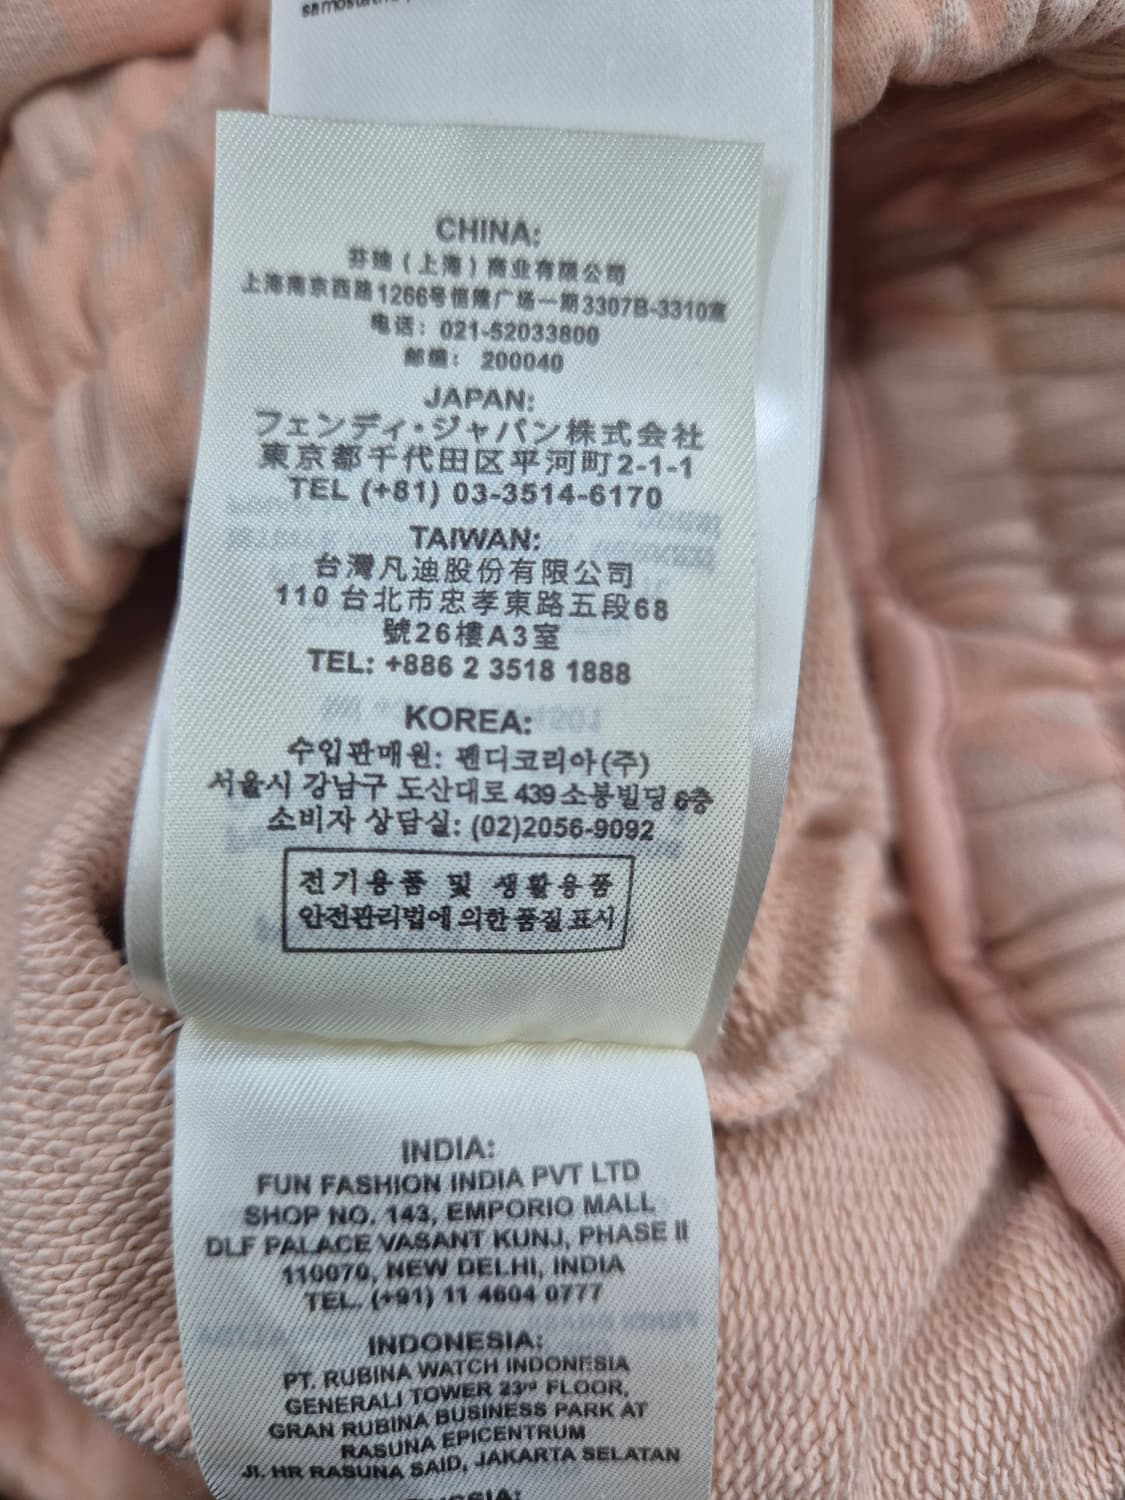 CHINA:
芬迪（上海）商业有限公司
上海南京西路1266号恒隆广场一期3307B-3310室
电话：021-52033800
邮编：200040
JAPAN:
フェンディ・ジャパン株式会社
東京都千代田区平河町2-1-1
TEL (+81) 03-3514-6170
TAIWAN:
台灣凡迪股份有限公司
110 台北市忠孝東路五段68
號26樓A3室
TEL: +886 2 3518 1888
KOREA:
수입판매원: 펜디코리아(주)
서울시 강남구 도산대로 439 소봉빌딩 6층
소비자 상담실: (02)2056-9092
전기용품 및 생활용품
안전관리법에 의한 품질표시
INDIA:
FUN FASHION INDIA PVT LTD
SHOP NO. 143, EMPORIO MALL
DLF PALACE VASANT KUNJ, PHASE II
110070, NEW DELHI, INDIA
TEL. (+91) 11 4604 0777
INDONESIA:
PT. RUBINA WATCH INDONESIA
GENERALI TOWER 23rd FLOOR,
GRAN RUBINA BUSINESS PARK AT
RASUNA EPICENTRUM
Jl. HR RASUNA SAID, JAKARTA SELATAN